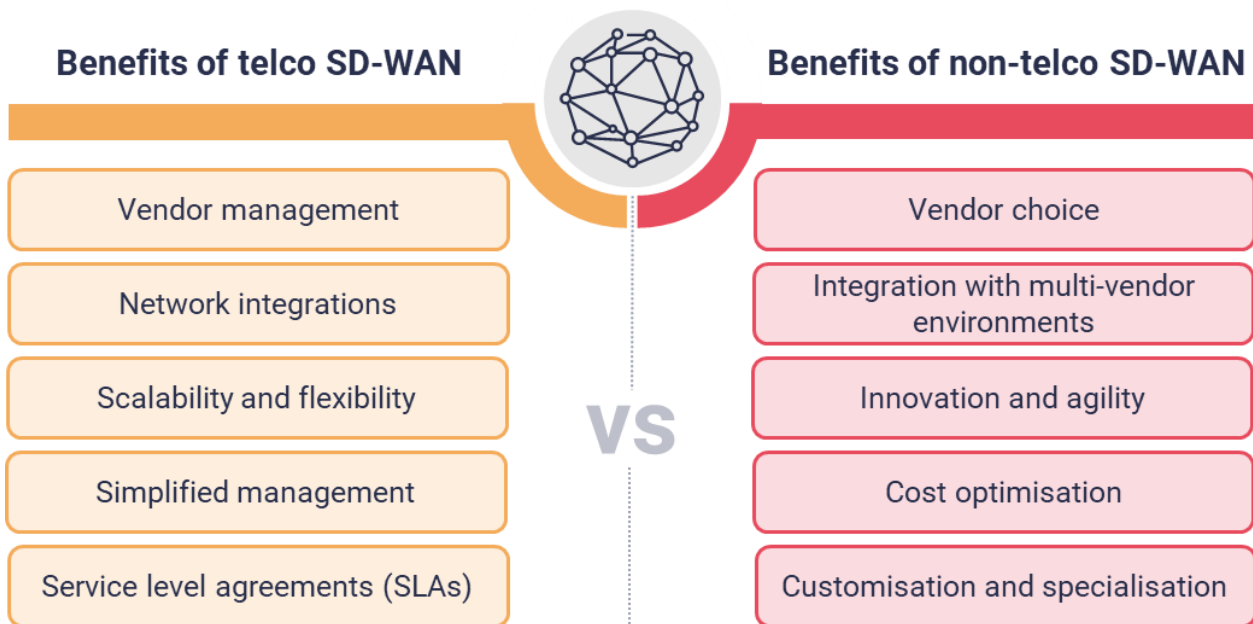 Benefits of telco SD-WAN
Vendor management
Network integrations
Scalability and flexibility
Simplified management
Service level agreements (SLAs)
VS
Benefits of non-telco SD-WAN
Vendor choice
Integration with multi-vendor
environments
Innovation and agility
Cost optimisation
Customisation and specialisation